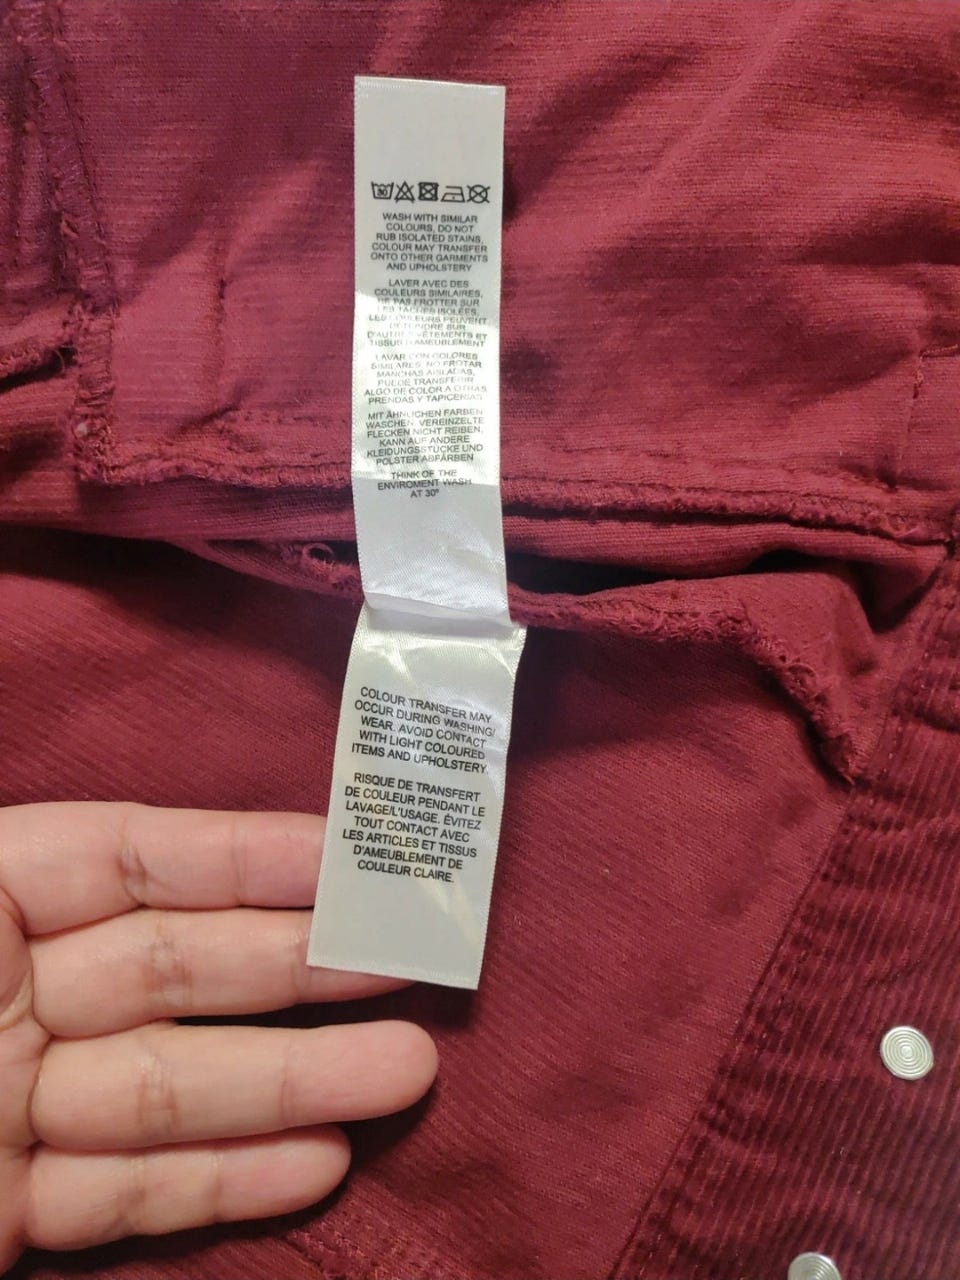 30
WASH WITH SIMILAR
COLOURS, DO NOT
RUB ISOLATED STAINS,
COLOUR MAY TRANSFER
ONTO OTHER GARMENTS
AND UPHOLSTERY
LAVER AVEC DES
COULEURS SIMILAIRES,
NE PAS FROTTER SUR
LES TACHES ISOLÉES,
LES COULEURS PEUVENT
DÉTEINDRE SUR
D'AUTRES VÊTEMENTS ET
TISSUS D'AMEUBLEMENT
LAVAR CON COLORES
SIMILARES, NO FROTAR
MANCHAS AISLADAS,
PUEDE TRANSFERIR
ALGO DE COLOR A OTRAS
PRENDAS Y TAPICERIAS
MIT ÄHNLICHEN FARBEN
WASCHEN, VEREINZELTE
FLECKEN NICHT REIBEN,
KANN AUF ANDERE
KLEIDUNGSSTÜCKE UND
POLSTER ABFÄRBEN
THINK OF THE
ENVIROMENT WASH
AT 30°
COLOUR TRANSFER MAY
OCCUR DURING WASHING/
WEAR. AVOID CONTACT
WITH LIGHT COLOURED
ITEMS AND UPHOLSTERY.
RISQUE DE TRANSFERT
DE COULEUR PENDANT LE
LAVAGE/L'USAGE. ÉVITEZ
TOUT CONTACT AVEC
LES ARTICLES ET TISSUS
D'AMEUBLEMENT DE
COULEUR CLAIRE.